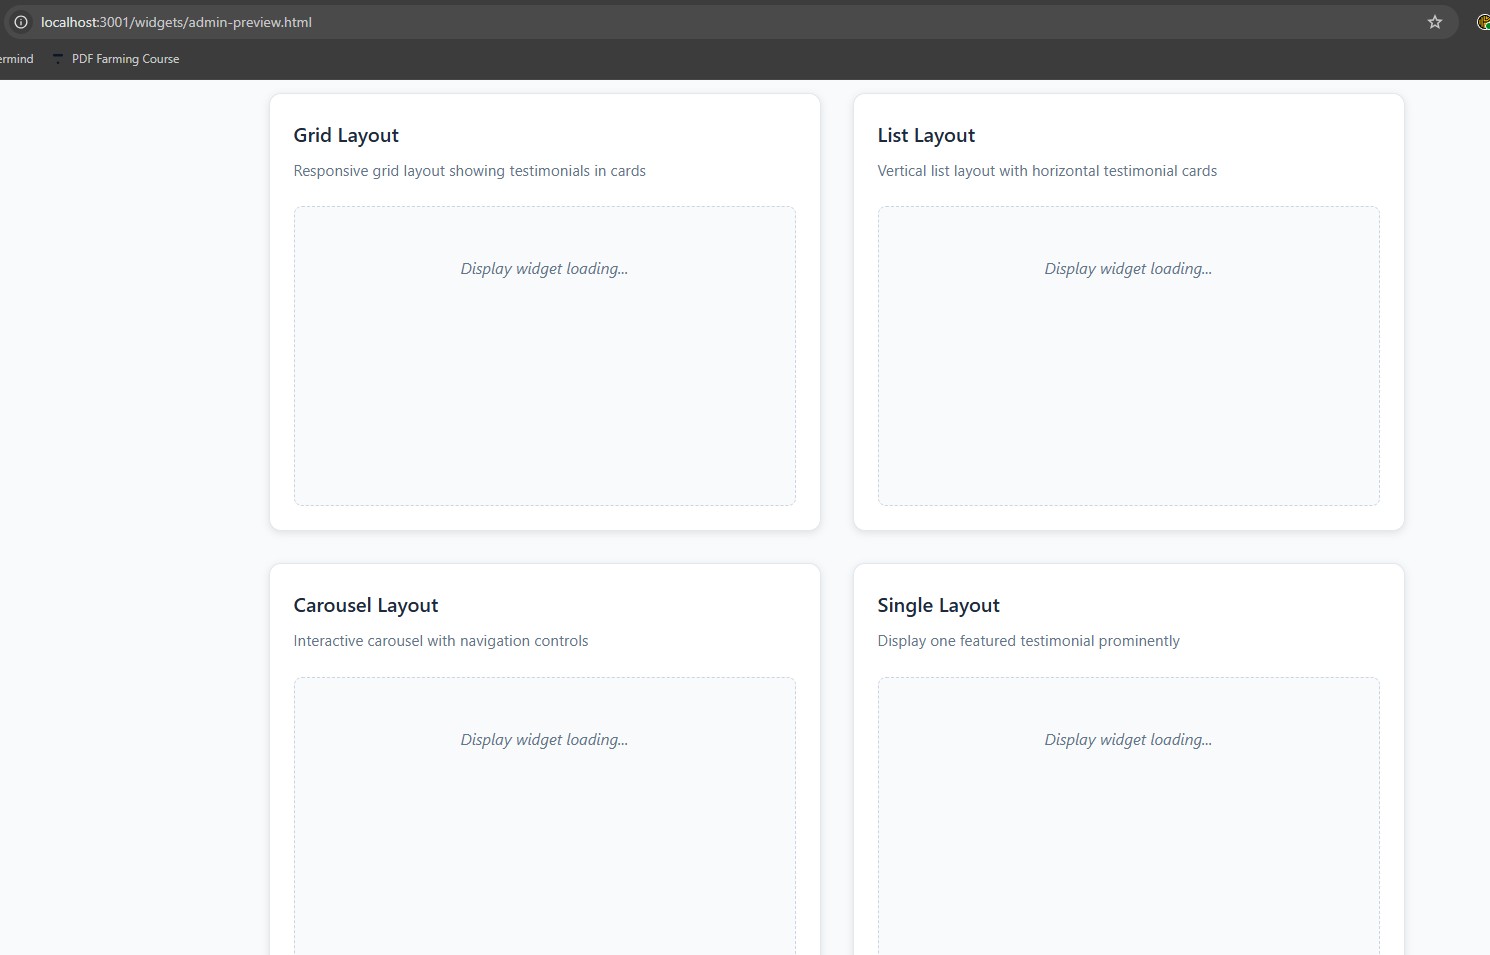 localhost:3001/widgets/admin-preview.html
ermind
PDF Farming Course
Grid Layout
Responsive grid layout showing testimonials in cards
Display widget loading...
List Layout
Vertical list layout with horizontal testimonial cards
Display widget loading...
Carousel Layout
Interactive carousel with navigation controls
Display widget loading...
Single Layout
Display one featured testimonial prominently
Display widget loading...